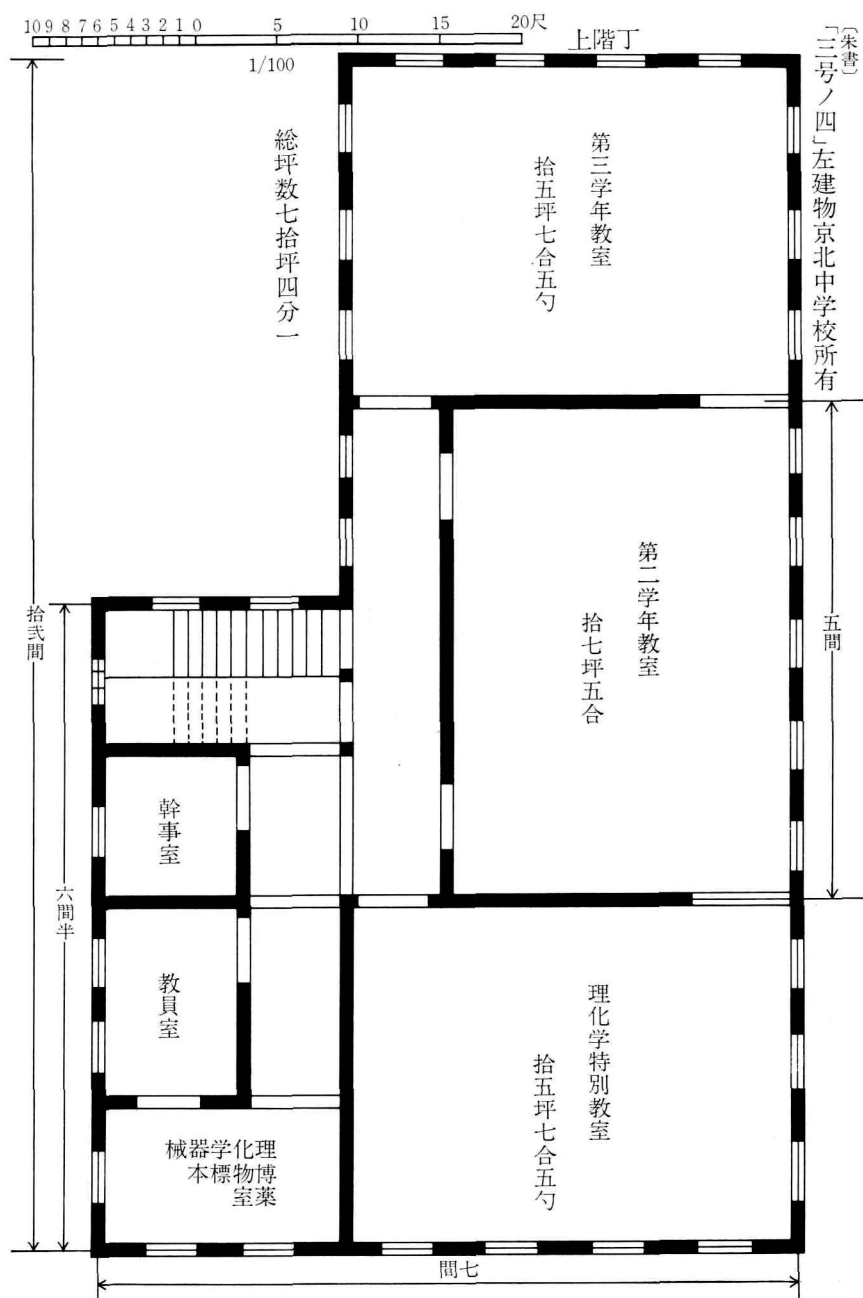 〔朱書〕
「三号ノ四」左建物京北中学校所有
丁階上
10 9 8 7 6 5 4 3 2 1 0 5 10 15 20尺
1/100
総坪数七拾坪四分一
第三学年教室
拾五坪七合五勺
第二学年教室
拾七坪五合
五間
拾弐間
六間半
幹事室
教員室
理化学器械
博物標本
薬室
理化学特別教室
拾五坪七合五勺
七間